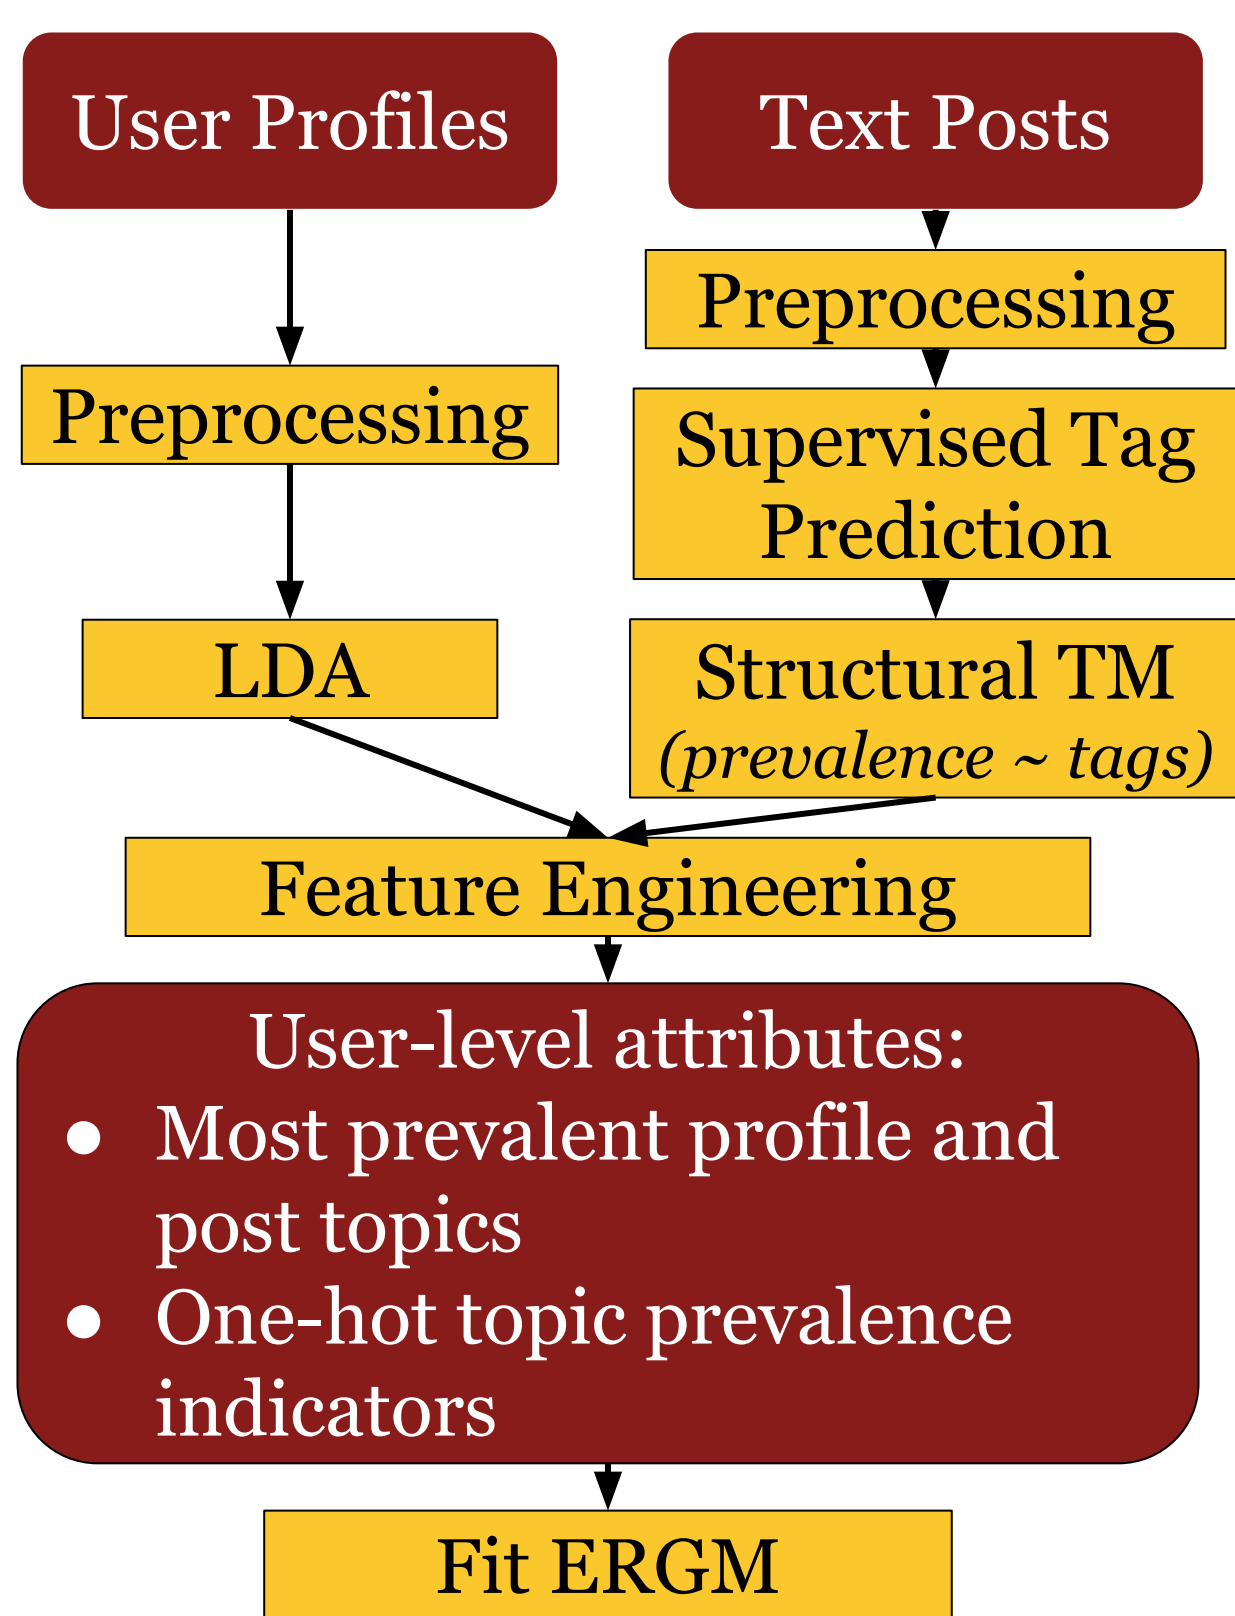 User Profiles
Text Posts
Preprocessing
Preprocessing
Supervised Tag
Prediction
LDA
Structural TM
(prevalence ~ tags)
Feature Engineering
User-level attributes:
● Most prevalent profile and
post topics
● One-hot topic prevalence
indicators
Fit ERGM